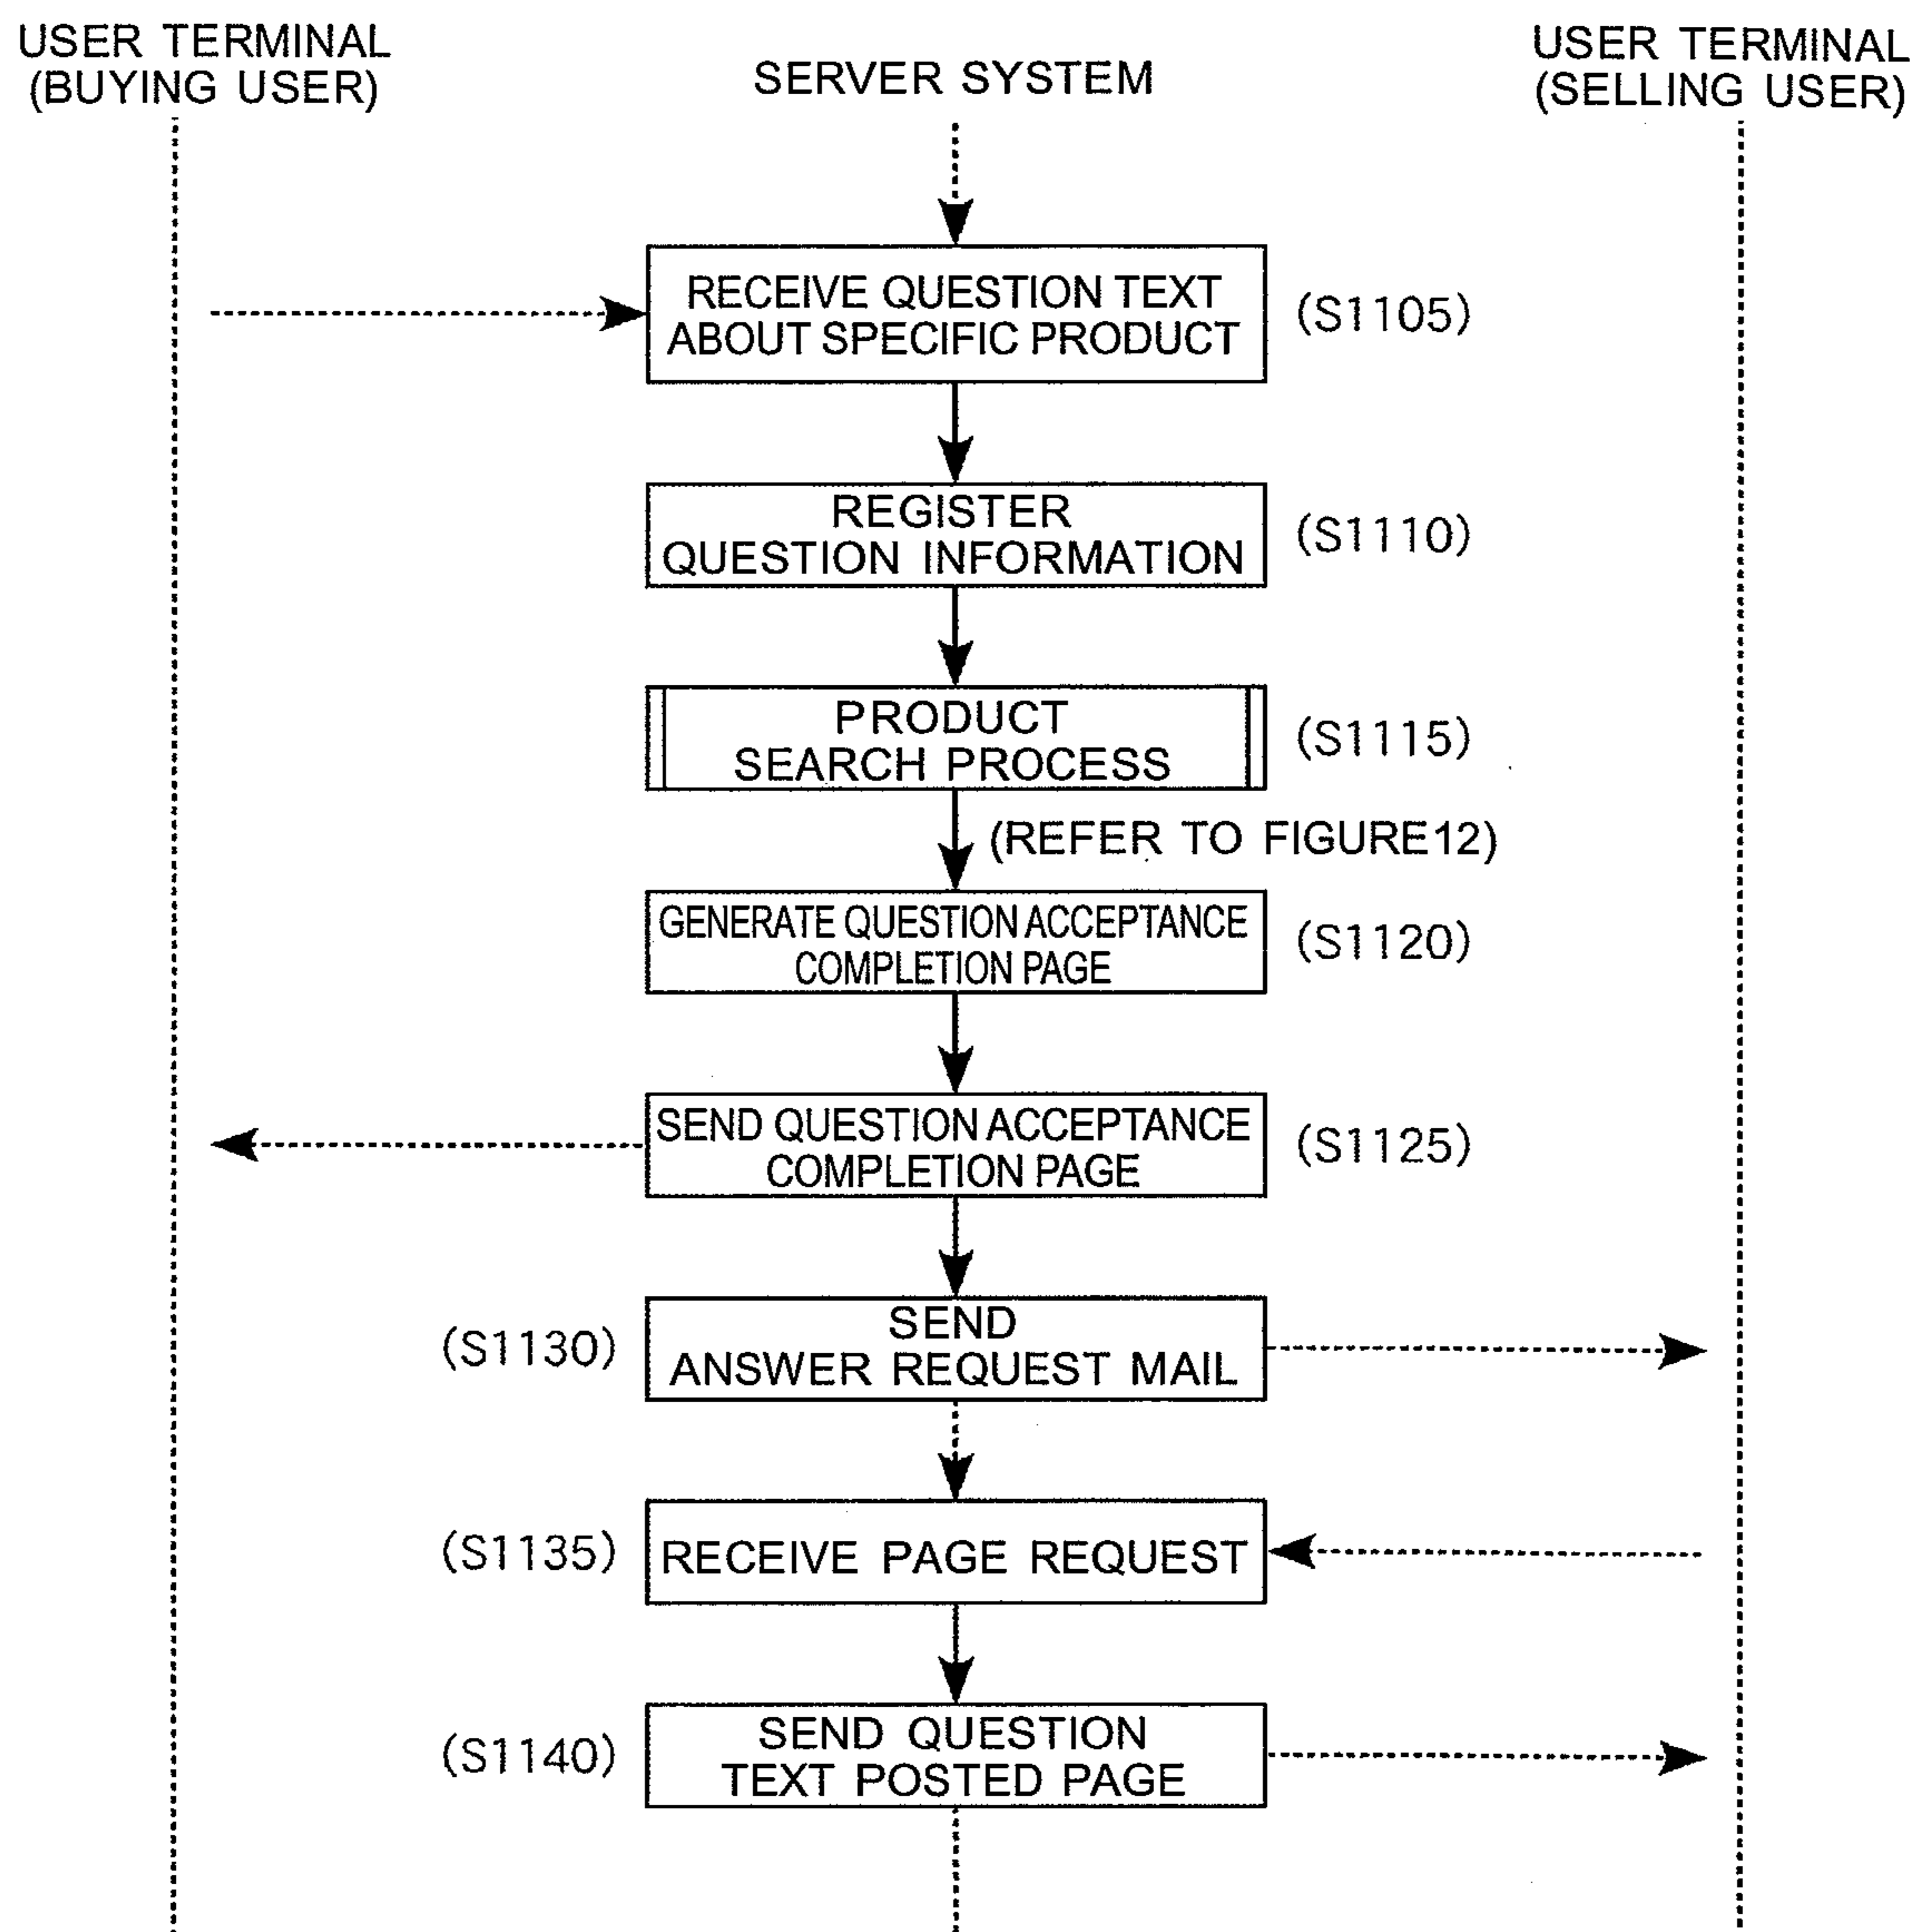 USER TERMINAL
(BUYING USER)
SERVER SYSTEM
USER TERMINAL
(SELLING USER)
RECEIVE QUESTION TEXT
ABOUT SPECIFIC PRODUCT
(S1105)
REGISTER
QUESTION INFORMATION
(S1110)
PRODUCT
SEARCH PROCESS
(S1115)
(REFER TO FIGURE12)
GENERATE QUESTION ACCEPTANCE
COMPLETION PAGE
(S1120)
SEND QUESTION ACCEPTANCE
COMPLETION PAGE
(S1125)
(S1130)
SEND
ANSWER REQUEST MAIL
(S1135)
RECEIVE PAGE REQUEST
(S1140)
SEND QUESTION
TEXT POSTED PAGE